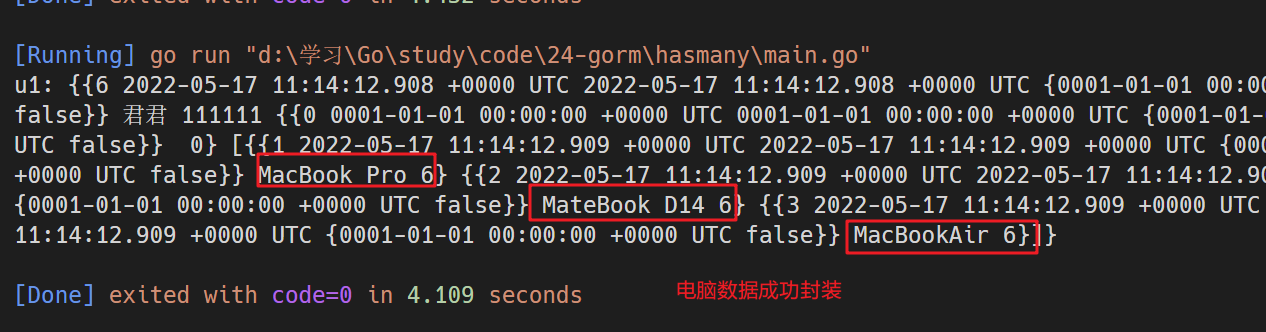 [Done] exited with code=0 in 4.432 seconds
[Running] go run "d:\学习\Go\study\code\24-gorm\hasmany\main.go"
u1: {{6 2022-05-17 11:14:12.908 +0000 UTC 2022-05-17 11:14:12.908 +0000 UTC {0001-01-01 00:00
false}} 君君 111111 {{0 0001-01-01 00:00:00 +0000 UTC 0001-01-01 00:00:00 +0000 UTC {0001-01-
UTC false}}  0} [{{1 2022-05-17 11:14:12.909 +0000 UTC 2022-05-17 11:14:12.909 +0000 UTC {000
+0000 UTC false}} MacBook Pro 6} {{2 2022-05-17 11:14:12.909 +0000 UTC 2022-05-17 11:14:12.90
{0001-01-01 00:00:00 +0000 UTC false}} MateBook D14 6} {{3 2022-05-17 11:14:12.909 +0000 UTC
11:14:12.909 +0000 UTC {0001-01-01 00:00:00 +0000 UTC false}} MacBookAir 6}]}
[Done] exited with code=0 in 4.109 seconds
电脑数据成功封装